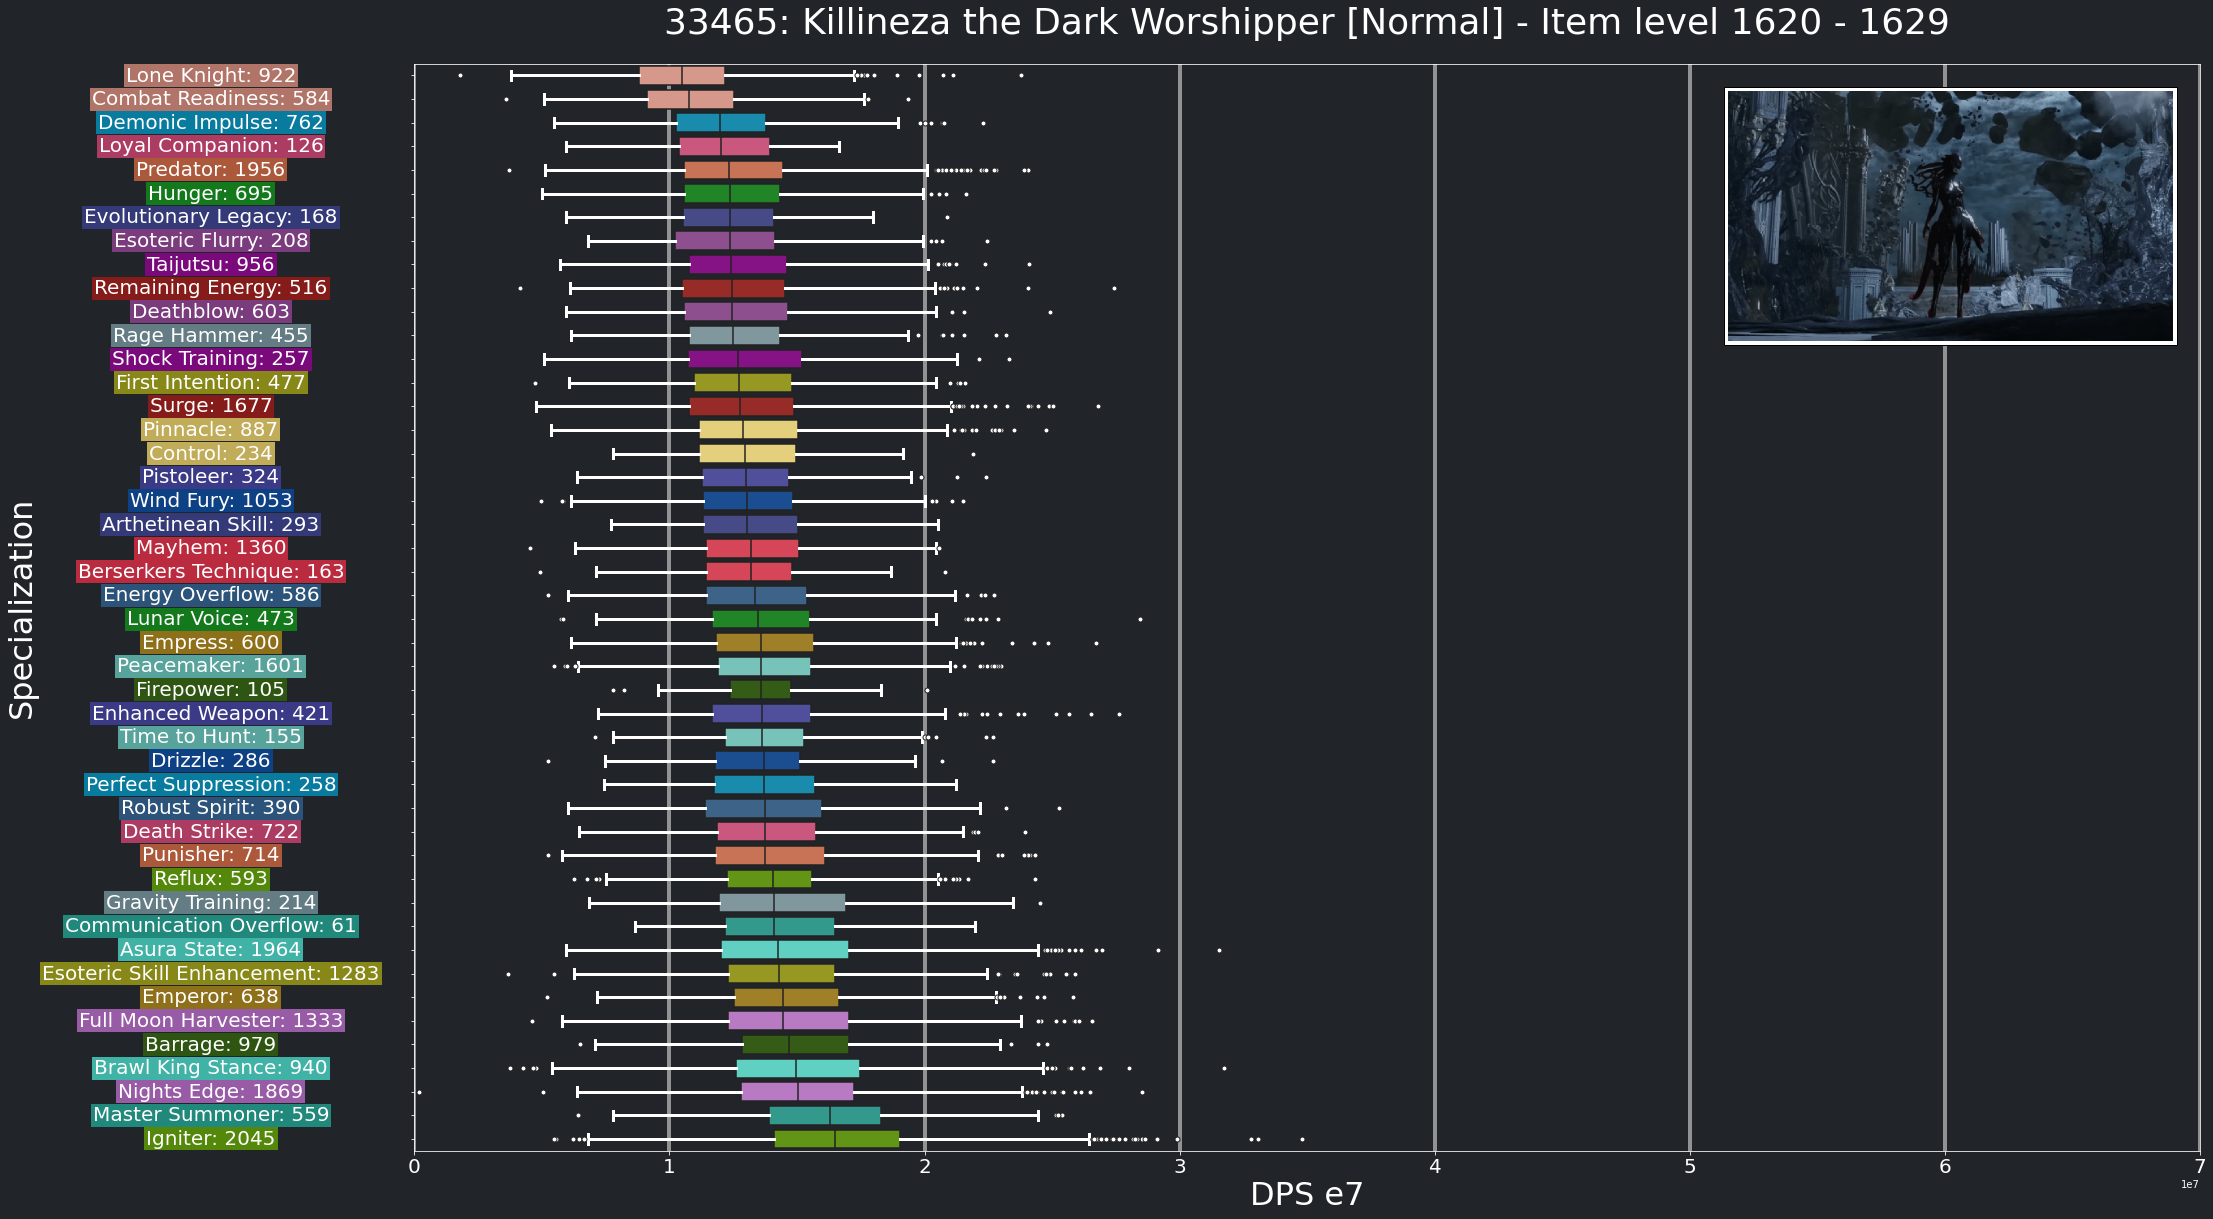 33465: Killineza the Dark Worshipper [Normal] - Item level 1620 - 1629
Lone Knight: 922
Combat Readiness: 584
Demonic Impulse: 762
Loyal Companion: 126
Predator: 1956
Hunger: 695
Evolutionary Legacy: 168
Esoteric Flurry: 208
Taijutsu: 956
Remaining Energy: 516
Deathblow: 603
Rage Hammer: 455
Shock Training: 257
First Intention: 477
Surge: 1677
Pinnacle: 887
Control: 234
Pistoleer: 324
Wind Fury: 1053
Arthetinean Skill: 293
Mayhem: 1360
Berserkers Technique: 163
Energy Overflow: 586
Lunar Voice: 473
Empress: 600
Peacemaker: 1601
Firepower: 105
Enhanced Weapon: 421
Time to Hunt: 155
Drizzle: 286
Perfect Suppression: 258
Robust Spirit: 390
Death Strike: 722
Punisher: 714
Reflux: 593
Gravity Training: 214
Communication Overflow: 61
Asura State: 1964
Esoteric Skill Enhancement: 1283
Emperor: 638
Full Moon Harvester: 1333
Barrage: 979
Brawl King Stance: 940
Nights Edge: 1869
Master Summoner: 559
Igniter: 2045
Specialization
0 1 2 3 4 5 6 7
1e7
DPS e7